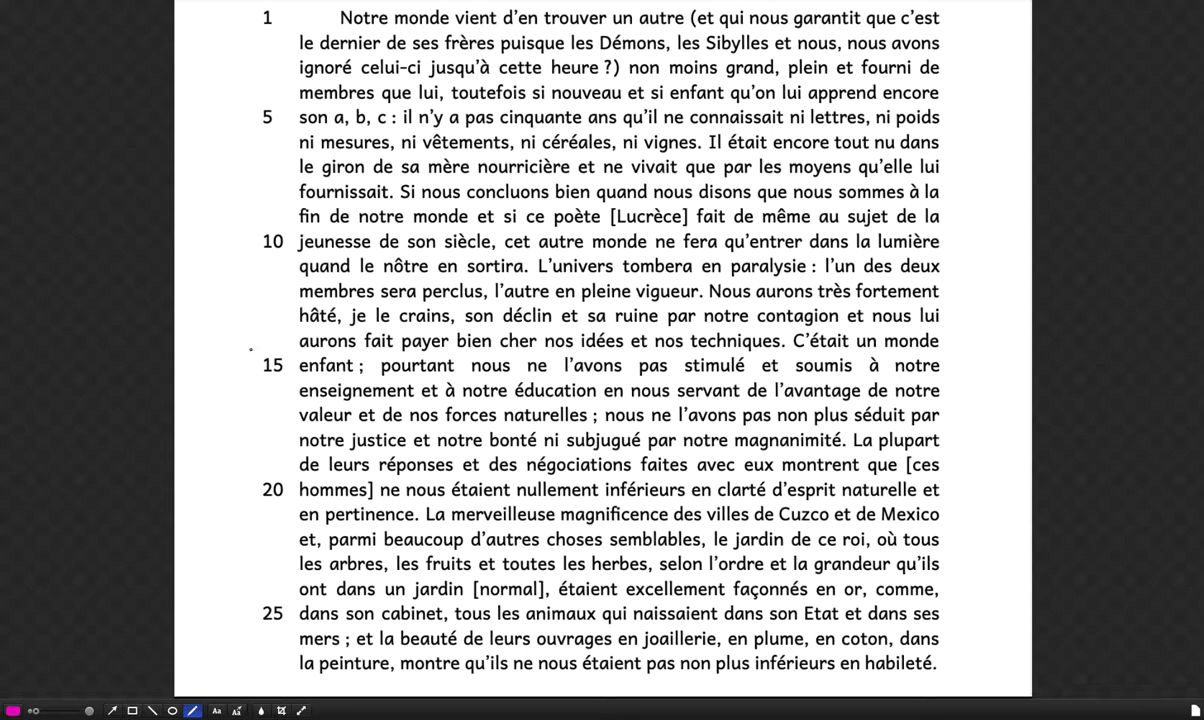 1 Notre monde vient d’en trouver un autre (et qui nous garantit que c’est
le dernier de ses frères puisque les Démons, les Sibylles et nous, nous avons
ignoré celui-ci jusqu’à cette heure ?) non moins grand, plein et fourni de
membres que lui, toutefois si nouveau et si enfant qu’on lui apprend encore
5 son a, b, c : il n’y a pas cinquante ans qu’il ne connaissait ni lettres, ni poids
ni mesures, ni vêtements, ni céréales, ni vignes. Il était encore tout nu dans
le giron de sa mère nourricière et ne vivait que par les moyens qu’elle lui
fournissait. Si nous concluons bien quand nous disons que nous sommes à la
fin de notre monde et si ce poète [Lucrèce] fait de même au sujet de la
10 jeunesse de son siècle, cet autre monde ne fera qu’entrer dans la lumière
quand le nôtre en sortira. L’univers tombera en paralysie : l’un des deux
membres sera perclus, l’autre en pleine vigueur. Nous aurons très fortement
hâté, je le crains, son déclin et sa ruine par notre contagion et nous lui
aurons fait payer bien cher nos idées et nos techniques. C’était un monde
15 enfant ; pourtant nous ne l’avons pas stimulé et soumis à notre
enseignement et à notre éducation en nous servant de l’avantage de notre
valeur et de nos forces naturelles ; nous ne l’avons pas non plus séduit par
notre justice et notre bonté ni subjugué par notre magnanimité. La plupart
de leurs réponses et des négociations faites avec eux montrent que [ces
20 hommes] ne nous étaient nullement inférieurs en clarté d’esprit naturelle et
en pertinence. La merveilleuse magnificence des villes de Cuzco et de Mexico
et, parmi beaucoup d’autres choses semblables, le jardin de ce roi, où tous
les arbres, les fruits et toutes les herbes, selon l’ordre et la grandeur qu’ils
ont dans un jardin [normal], étaient excellement façonnés en or, comme,
25 dans son cabinet, tous les animaux qui naissaient dans son Etat et dans ses
mers ; et la beauté de leurs ouvrages en joaillerie, en plume, en coton, dans
la peinture, montre qu’ils ne nous étaient pas non plus inférieurs en habileté.
Aa Aa